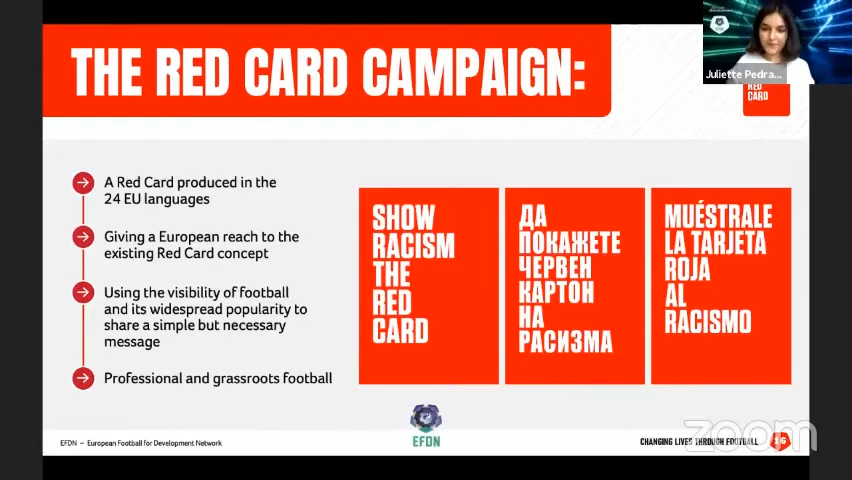 THE RED CARD CAMPAIGN:
Juliette Pedra...
RED
CARD
A Red Card produced in the
24 EU languages
Giving a European reach to the
existing Red Card concept
Using the visibility of football
and its widespread popularity to
share a simple but necessary
message
Professional and grassroots football
SHOW
RACISM
THE
RED
CARD
ДА
ПОКАЖЕТЕ
ЧЕРВЕН
КАРТОН
НА
РАСИЗМА
MUÉSTRALE
LA TARJETA
ROJA
AL
RACISMO
EFDN
EFDN – European Football for Development Network
CHANGING LIVES THROUGH FOOTBALL
16
zoom